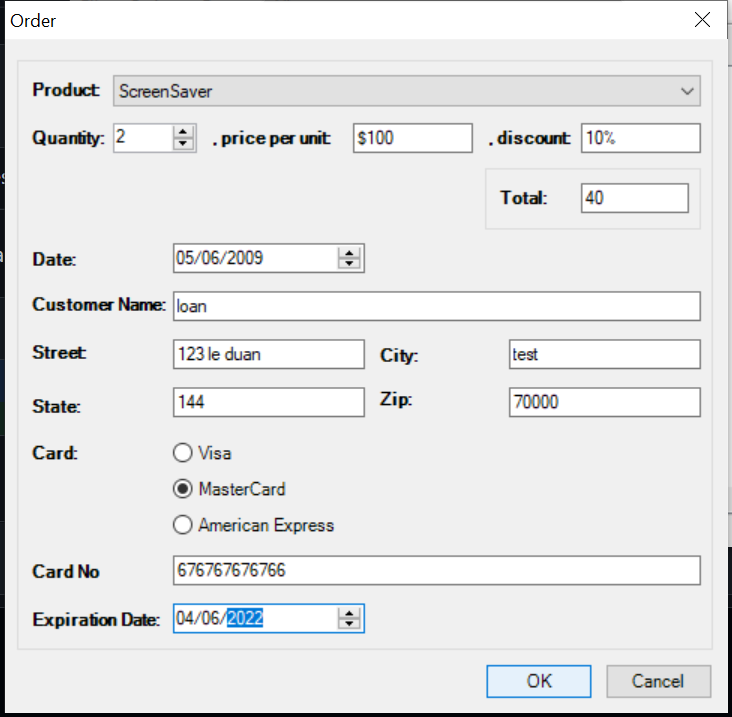 Order
Product: ScreenSaver
Quantity: 2 , price per unit: $100 , discount: 10%
Total: 40
Date: 05/06/2009
Customer Name: loan
Street: 123 le duan City: test
State: 144 Zip: 70000
Card: Visa
MasterCard
American Express
Card No 676767676766
Expiration Date: 04/06/2022
OK Cancel